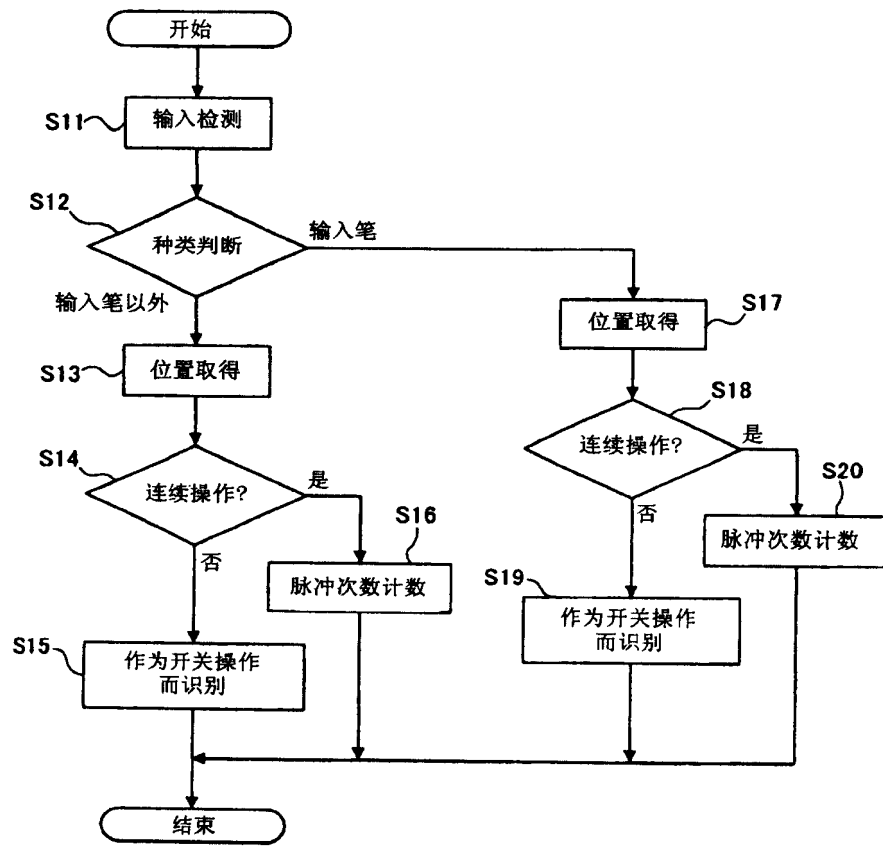 开始
S11
输入检测
S12
种类判断
输入笔
输入笔以外
S13
位置取得
S14
连续操作?
是
否
S16
脉冲次数计数
S15
作为开关操作
而识别
S17
位置取得
S18
连续操作?
是
否
S20
脉冲次数计数
S19
作为开关操作
而识别
结束